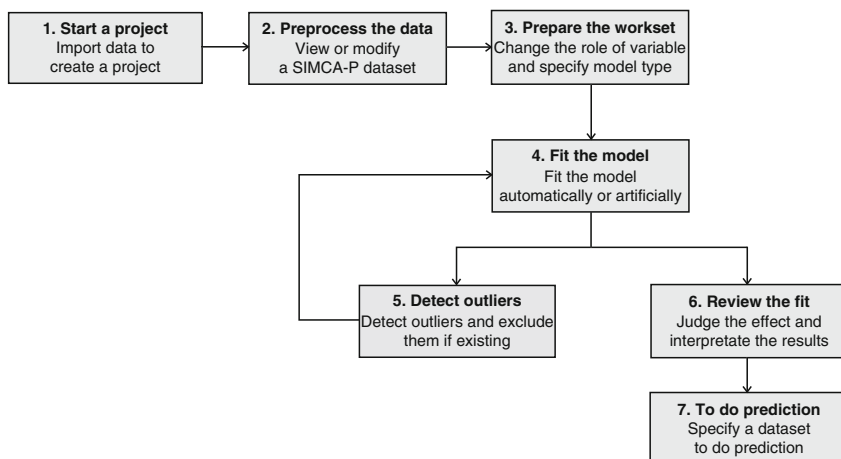 1. Start a project
Import data to
create a project
2. Preprocess the data
View or modify
a SIMCA-P dataset
3. Prepare the workset
Change the role of variable
and specify model type
4. Fit the model
Fit the model
automatically or artificially
5. Detect outliers
Detect outliers and exclude
them if existing
6. Review the fit
Judge the effect and
interpretate the results
7. To do prediction
Specify a dataset
to do prediction